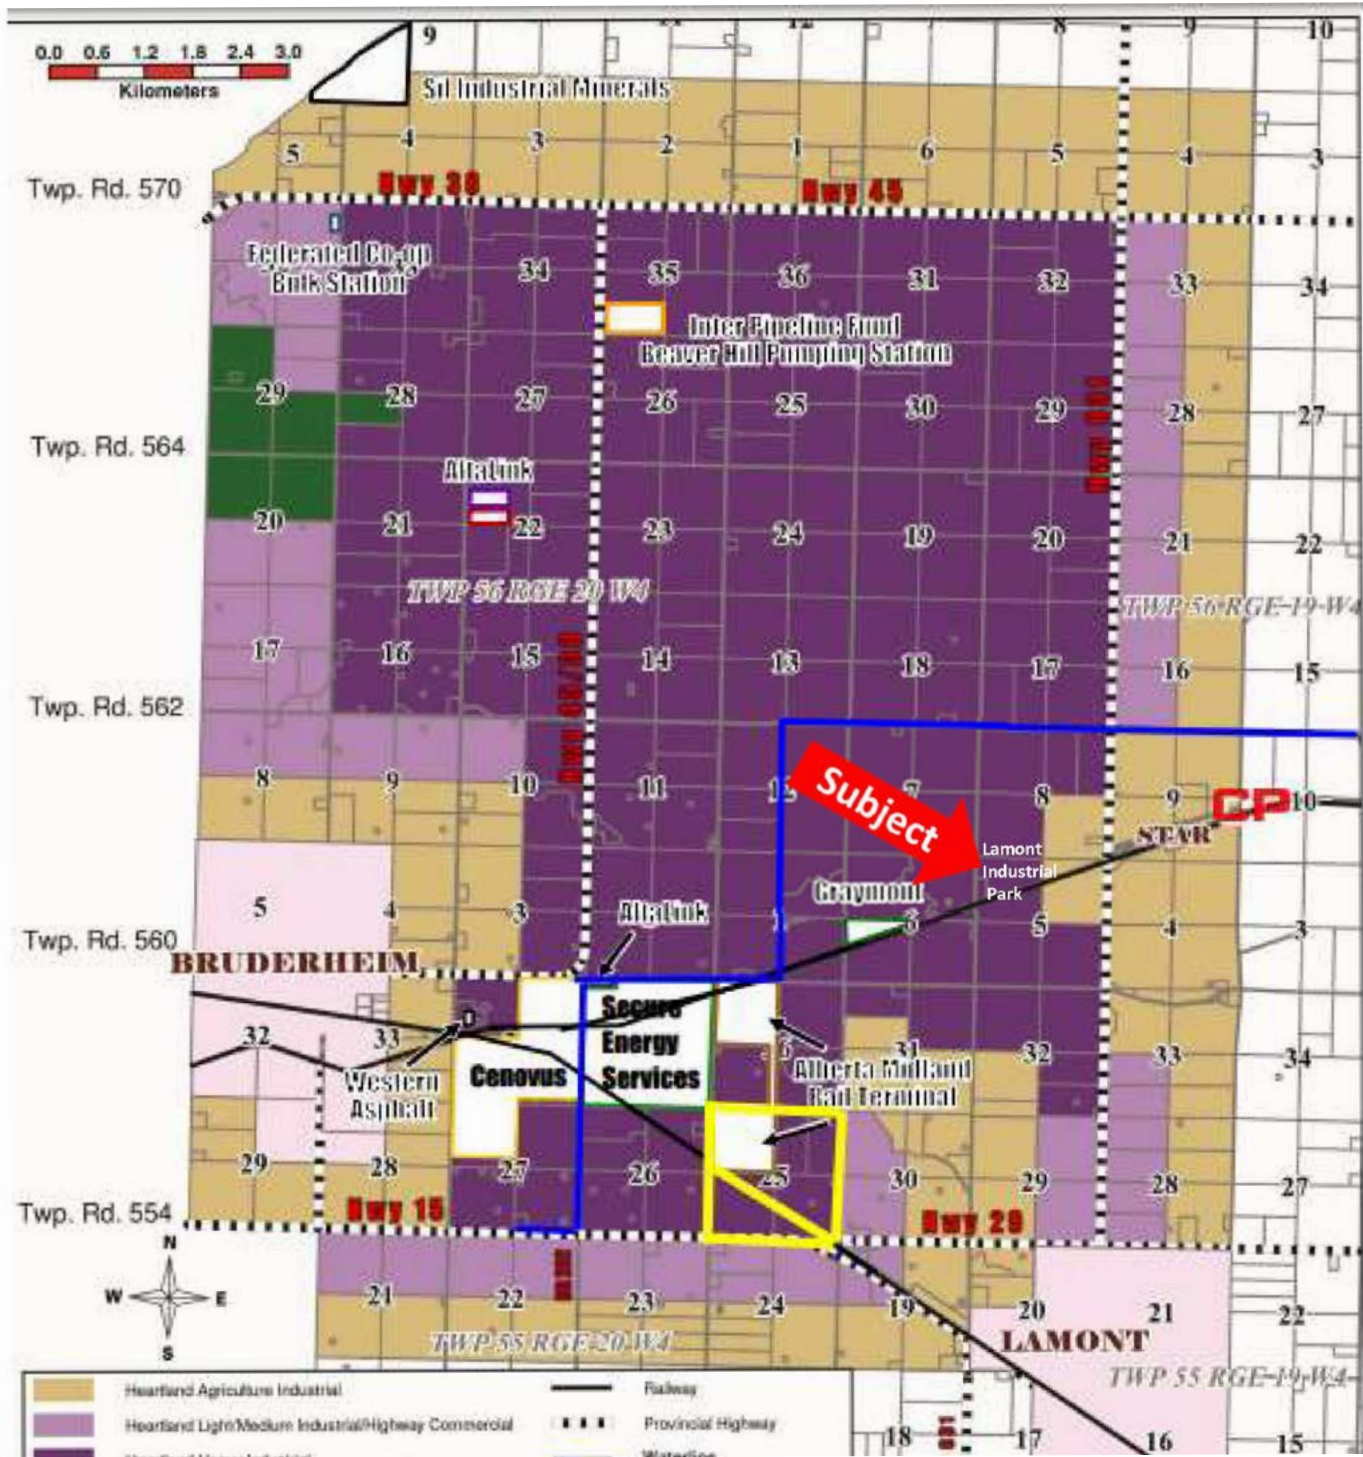 9
11
12
8
9
10
0.0 0.6 1.2 1.8 2.4 3.0
Kilometers
Sil Industrial Minerals
5 4 3 2 1 6 5 4 3
Twp. Rd. 570
Hwy 38
Hwy 45
Federated Co-op
Bulk Station
34 35 36 31 32 33 34
Inter Pipeline Fund
Beaver Hill Pumping Station
29 28 27 26 25 30 29 28 27
Twp. Rd. 564
AltaLink
20 21 22 23 24 19 20 21 22
TWP 56 RGE 20 W4
TWP 56 RGE 19 W4
17 16 15 14 13 18 17 16 15
Twp. Rd. 562
8 9 10 11 12 7 8 9 10
Subject
CP
STAR
Lamont
Industrial
Park
Graymont
5 4 3 AltaLink 1 6 5 4 3
Twp. Rd. 560
BRUDERHEIM
Secure
Energy
Services
Cenovus
32 33 31 32 33 34
Western
Asphalt
Alberta Midland
Rail Terminal
29 28 27 26 25 30 29 28 27
Twp. Rd. 554
Hwy 15
Hwy 29
N
W E
S
21 22 23 24 19 20 21 22
LAMONT
TWP 55 RGE 20 W4
TWP 55 RGE 19 W4
Heartland Agriculture Industrial
Railway
Heartland Light/Medium Industrial/Highway Commercial
Provincial Highway
18 17 16 15